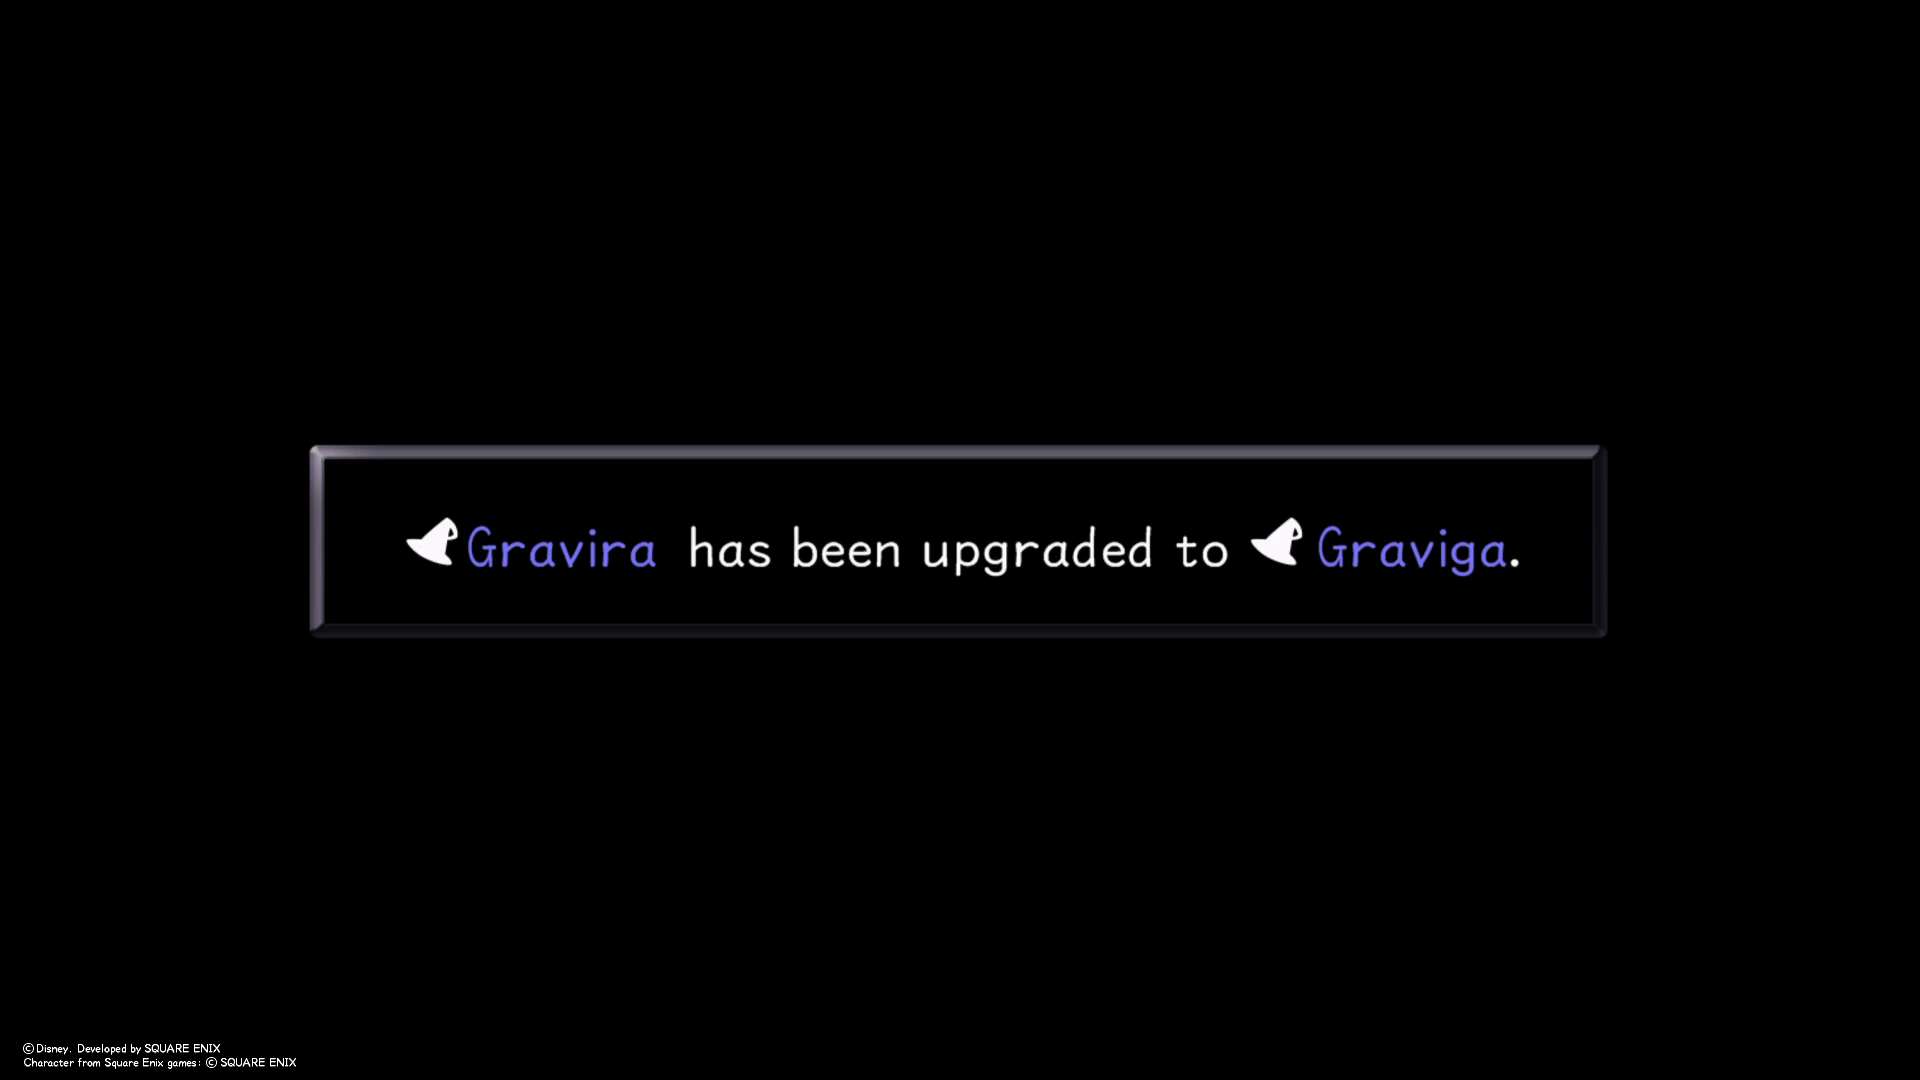 Gravira has been upgraded to Graviga.
©Disney. Developed by SQUARE ENIX
Character from Square Enix games: © SQUARE ENIX